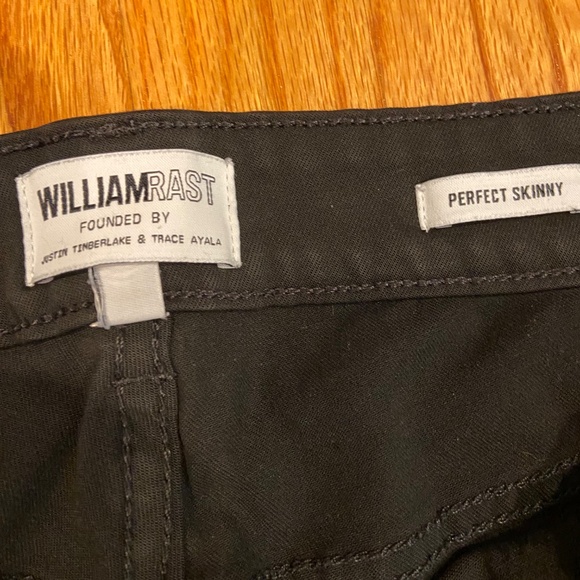 WILLIAMRAST
FOUNDED BY
JUSTIN TIMBERLAKE & TRACE AYALA
PERFECT SKINNY